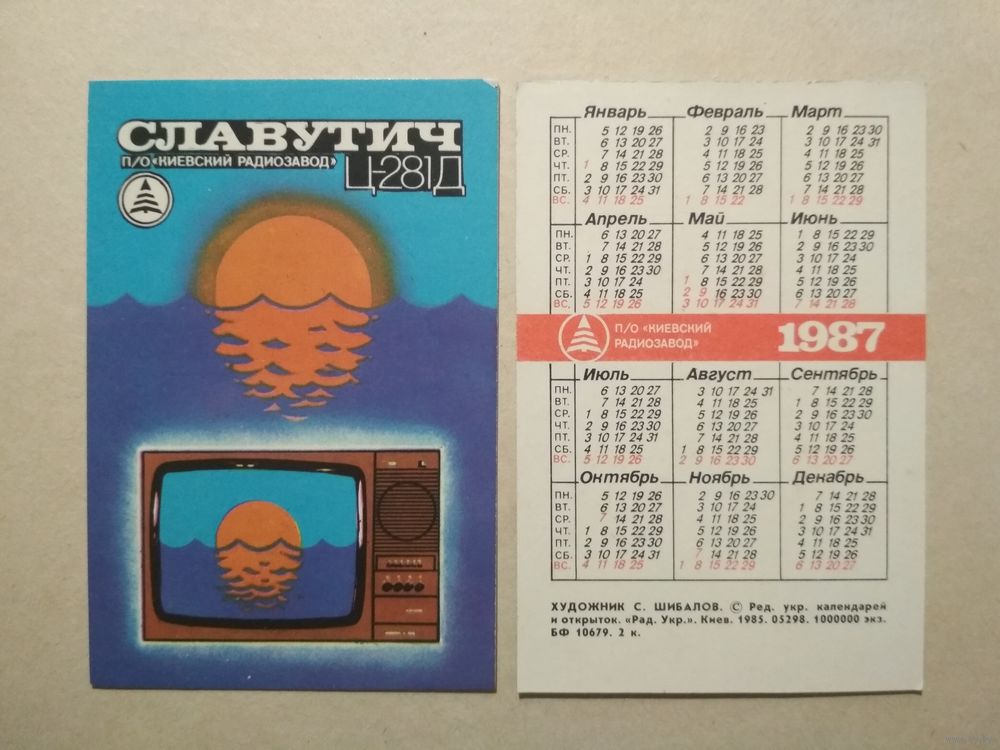 СЛАВУТИЧ
П/О «КИЕВСКИЙ РАДИОЗАВОД»
Ц-281Д
Январь Февраль Март
ПН. 5 12 19 26 2 9 16 23 2 9 16 23 30
ВТ. 6 13 20 27 3 10 17 24 3 10 17 24 31
СР. 7 14 21 28 4 11 18 25 4 11 18 25
ЧТ. 1 8 15 22 29 5 12 19 26 5 12 19 26
ПТ. 2 9 16 23 30 6 13 20 27 6 13 20 27
СБ. 3 10 17 24 31 7 14 21 28 7 14 21 28
ВС. 4 11 18 25 1 8 15 22 1 8 15 22 29
Апрель Май Июнь
ПН. 6 13 20 27 4 11 18 25 1 8 15 22 29
ВТ. 7 14 21 28 5 12 19 26 2 9 16 23 30
СР. 1 8 15 22 29 6 13 20 27 3 10 17 24
ЧТ. 2 9 16 23 30 7 14 21 28 4 11 18 25
ПТ. 3 10 17 24 1 8 15 22 29 5 12 19 26
СБ. 4 11 18 25 2 9 16 23 30 6 13 20 27
ВС. 5 12 19 26 3 10 17 24 31 7 14 21 28
П/О «КИЕВСКИЙ
РАДИОЗАВОД»
1987
Июль Август Сентябрь
ПН. 6 13 20 27 3 10 17 24 31 7 14 21 28
ВТ. 7 14 21 28 4 11 18 25 1 8 15 22 29
СР. 1 8 15 22 29 5 12 19 26 2 9 16 23 30
ЧТ. 2 9 16 23 30 6 13 20 27 3 10 17 24
ПТ. 3 10 17 24 31 7 14 21 28 4 11 18 25
СБ. 4 11 18 25 1 8 15 22 29 5 12 19 26
ВС. 5 12 19 26 2 9 16 23 30 6 13 20 27
Октябрь Ноябрь Декабрь
ПН. 5 12 19 26 2 9 16 23 30 7 14 21 28
ВТ. 6 13 20 27 3 10 17 24 1 8 15 22 29
СР. 7 14 21 28 4 11 18 25 2 9 16 23 30
ЧТ. 1 8 15 22 29 5 12 19 26 3 10 17 24 31
ПТ. 2 9 16 23 30 6 13 20 27 4 11 18 25
СБ. 3 10 17 24 31 7 14 21 28 5 12 19 26
ВС. 4 11 18 25 1 8 15 22 29 6 13 20 27
ХУДОЖНИК С. ШИБАЛОВ. © Ред. укр. календарей
и открыток. «Рад. Укр.». Киев. 1985. 05298. 1000000 экз.
БФ 10679. 2 к.